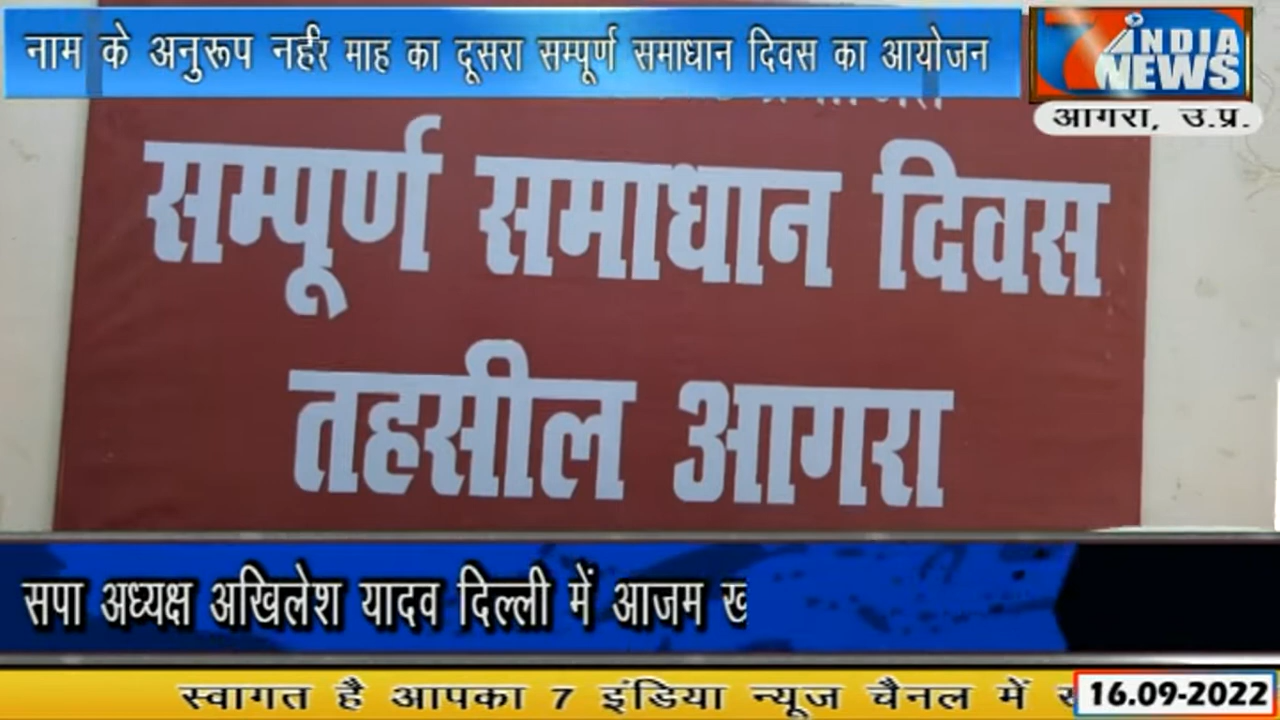 नाम के अनुरूप नहीर माह का दूसरा सम्पूर्ण समाधान दिवस का आयोजन
7 INDIA NEWS
आगरा, उ.प्र.
सम्पूर्ण समाधान दिवस
तहसील आगरा
सपा अध्यक्ष अखिलेश यादव दिल्ली में आजम
स्वागत है आपका 7 इंडिया न्यूज चैनल में
16.09-2022